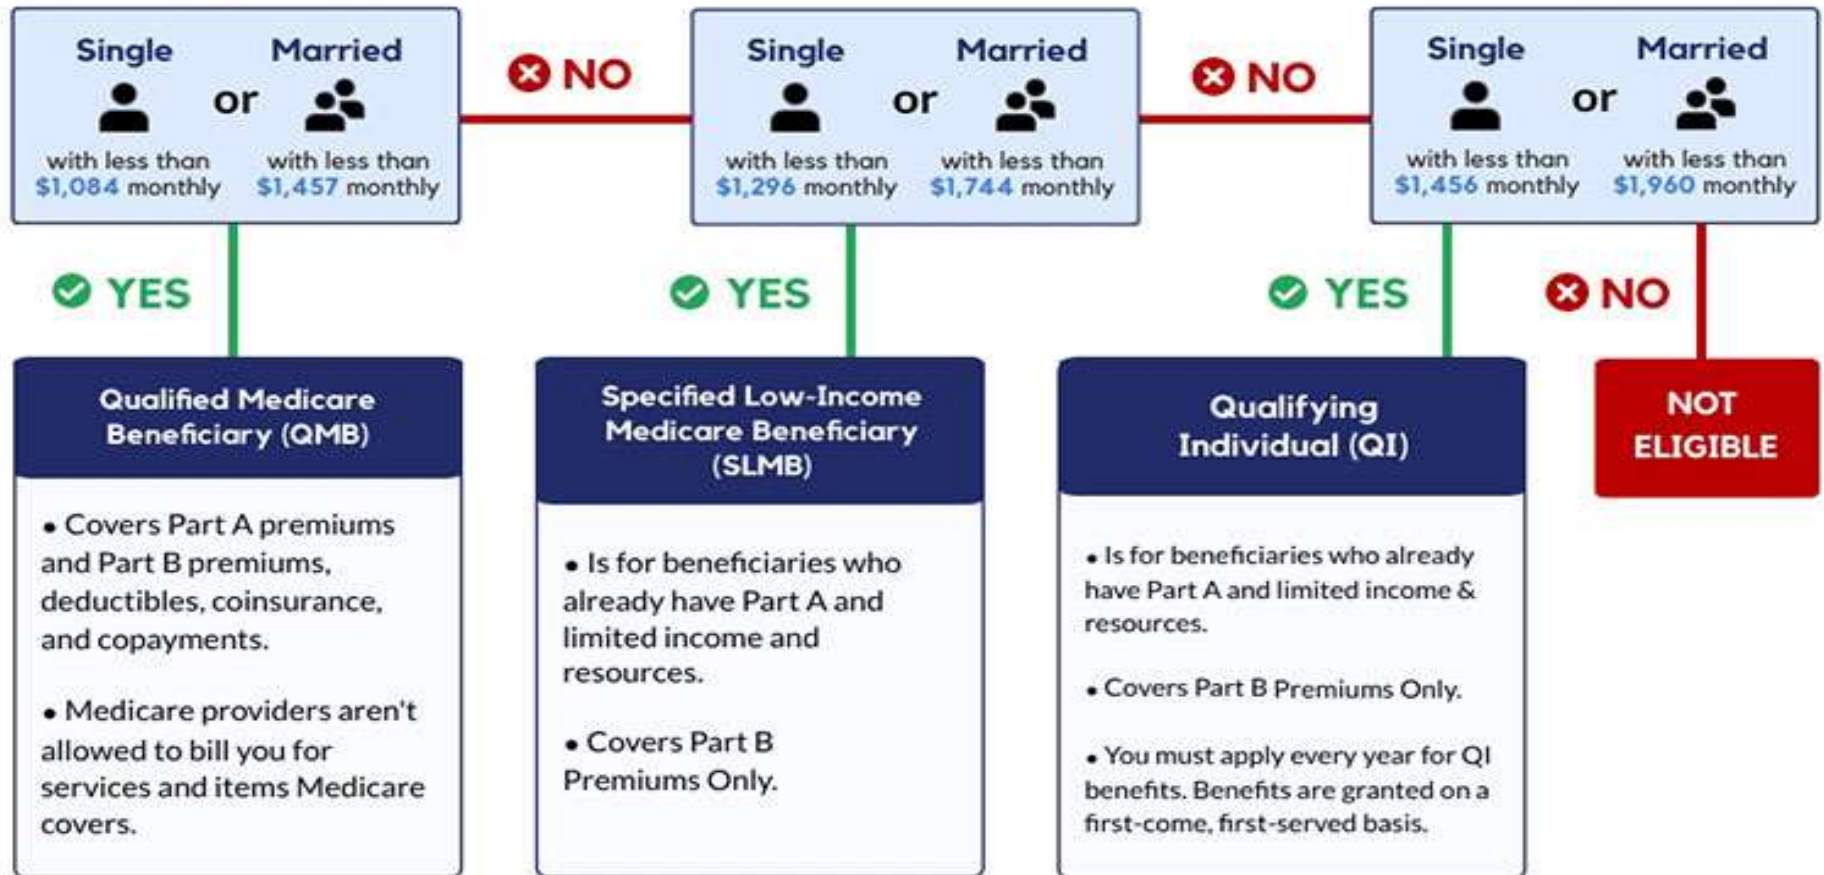 Single
or
Married
with less than
$1,084 monthly
with less than
$1,457 monthly
NO
Single
or
Married
with less than
$1,296 monthly
with less than
$1,744 monthly
NO
Single
or
Married
with less than
$1,456 monthly
with less than
$1,960 monthly
YES
YES
YES
NO
Qualified Medicare
Beneficiary (QMB)
• Covers Part A premiums
and Part B premiums,
deductibles, coinsurance,
and copayments.
• Medicare providers aren't
allowed to bill you for
services and items Medicare
covers.
Specified Low-Income
Medicare Beneficiary
(SLMB)
• Is for beneficiaries who
already have Part A and
limited income and
resources.
• Covers Part B
Premiums Only.
Qualifying
Individual (QI)
• Is for beneficiaries who already
have Part A and limited income &
resources.
• Covers Part B Premiums Only.
• You must apply every year for QI
benefits. Benefits are granted on a
first-come, first-served basis.
NOT
ELIGIBLE